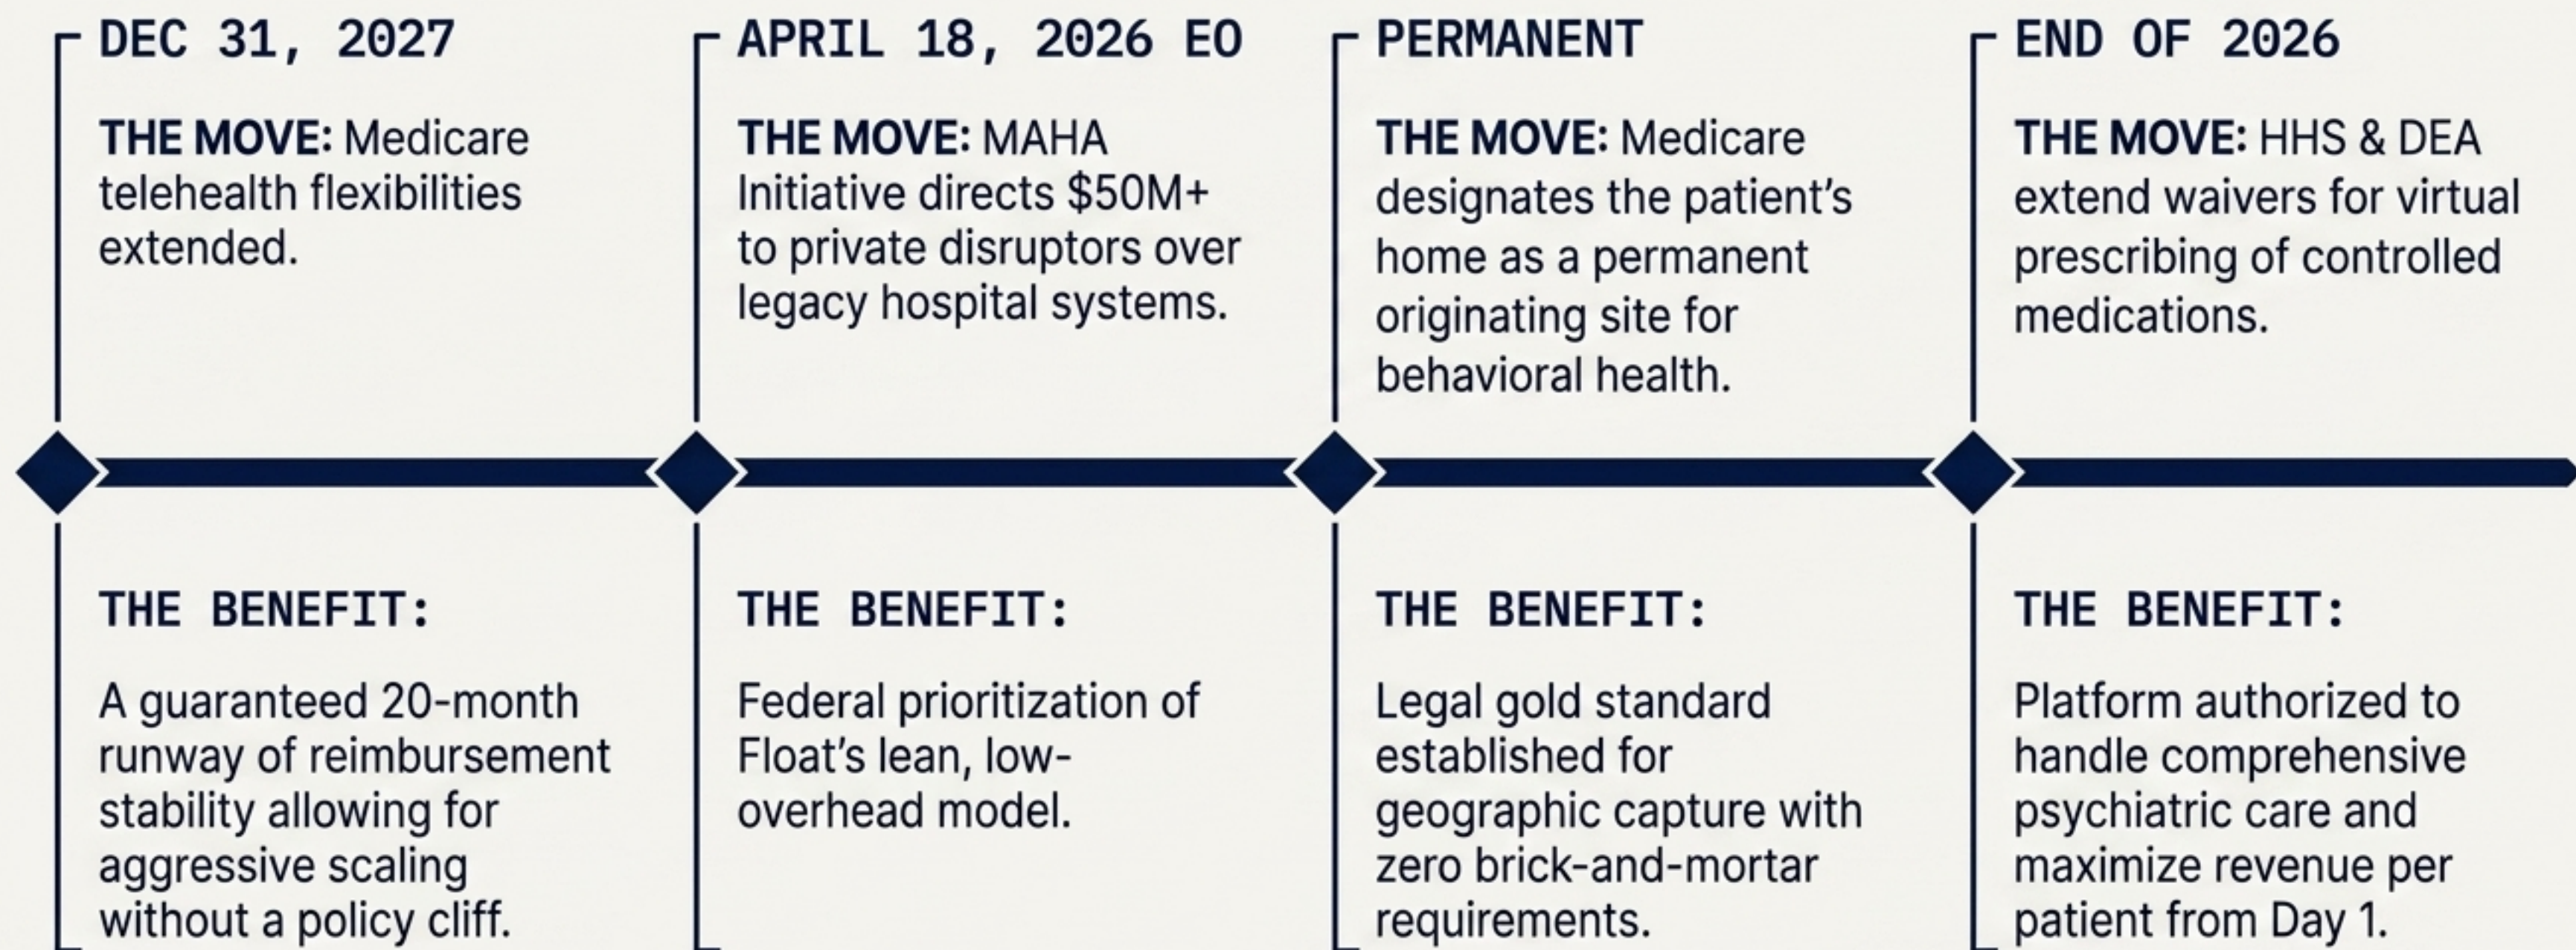 DEC 31, 2027
THE MOVE: Medicare
telehealth flexibilities
extended.
THE BENEFIT:
A guaranteed 20-month
runway of reimbursement
stability allowing for
aggressive scaling
without a policy cliff.
APRIL 18, 2026 EO
THE MOVE: MAHA
Initiative directs $50M+
to private disruptors over
legacy hospital systems.
THE BENEFIT:
Federal prioritization of
Float’s lean, low-
overhead model.
PERMANENT
THE MOVE: Medicare
designates the patient’s
home as a permanent
originating site for
behavioral health.
THE BENEFIT:
Legal gold standard
established for
geographic capture with
zero brick-and-mortar
requirements.
END OF 2026
THE MOVE: HHS & DEA
extend waivers for virtual
prescribing of controlled
medications.
THE BENEFIT:
Platform authorized to
handle comprehensive
psychiatric care and
maximize revenue per
patient from Day 1.